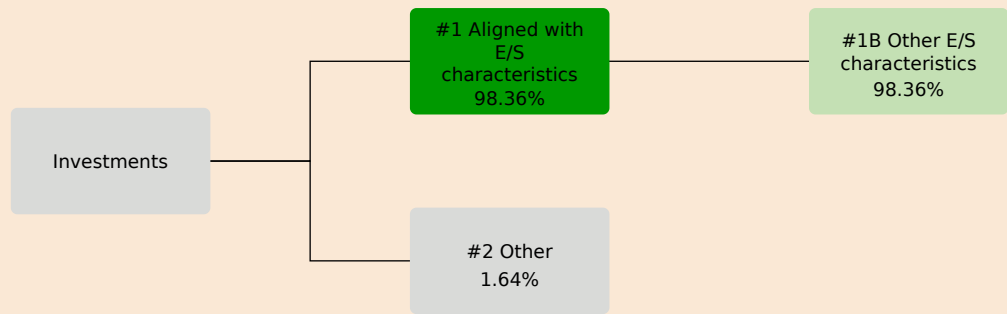 #1 Aligned with
E/S
characteristics
98.36%
#1B Other E/S
characteristics
98.36%
Investments
#2 Other
1.64%